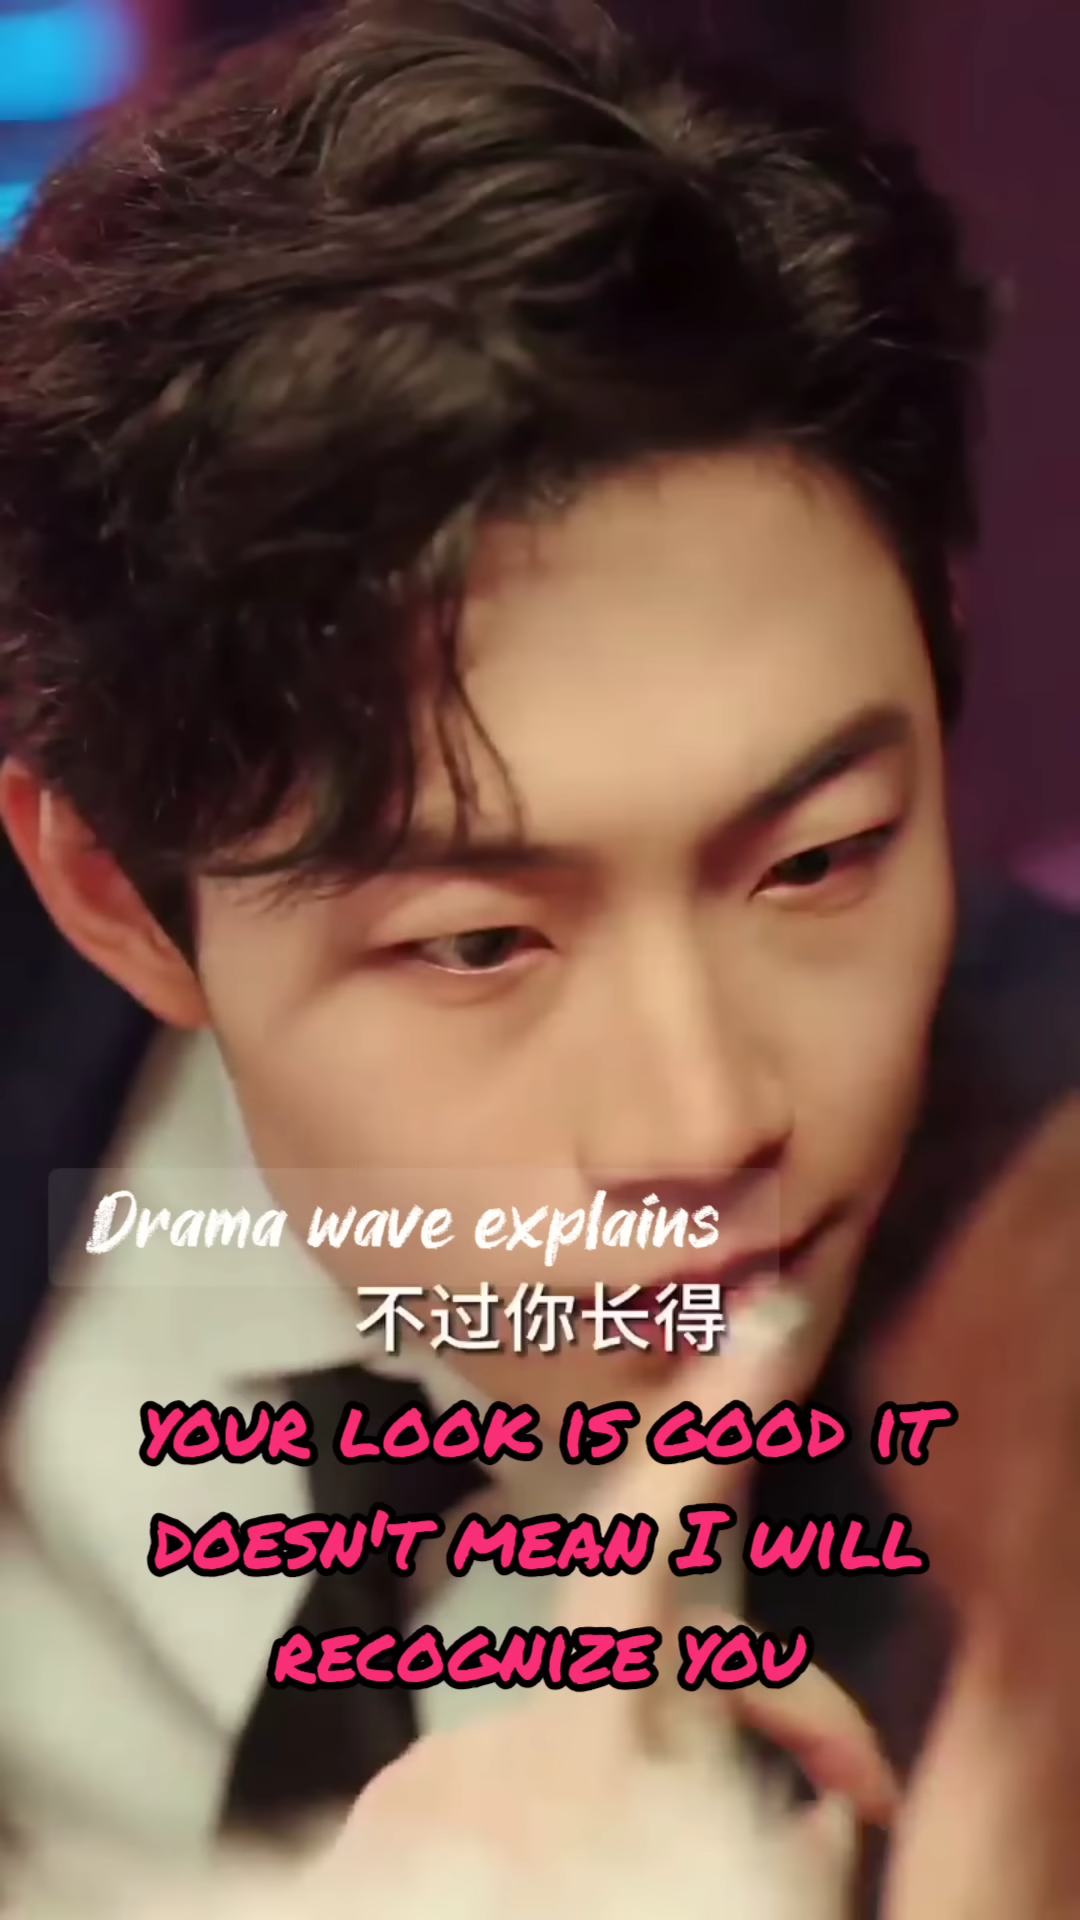 Drama wave explains
不过你长得
YOUR LOOK IS GOOD IT
DOESN'T MEAN I WILL
RECOGNIZE YOU